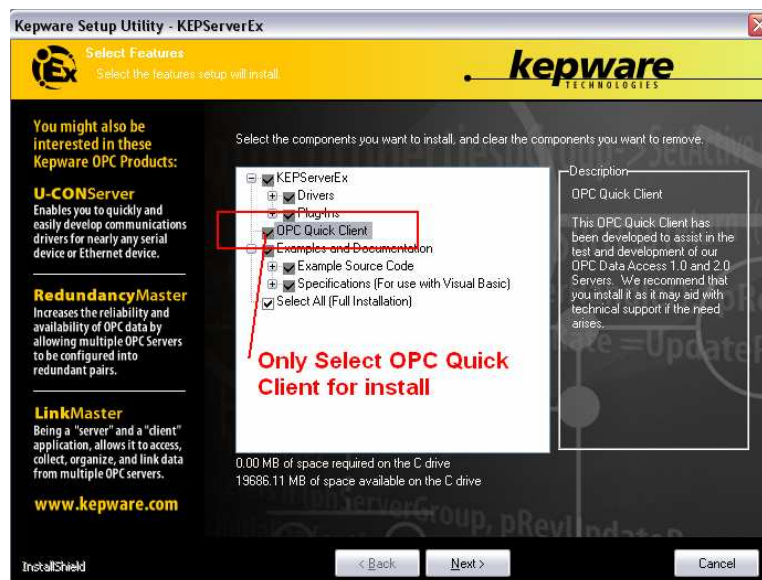 Kepware Setup Utility - KEPServerEx
Select Features
Select the features setup will install.
kepware
TECHNOLOGIES
Ex
You might also be
interested in these
Kepware OPC Products:
U-CONServer
Enables you to quickly and
easily develop communications
drivers for nearly any serial
device or Ethernet device.
RedundancyMaster
Increases the reliability and
availability of OPC data by
allowing multiple OPC Servers
to be configured into
redundant pairs.
LinkMaster
Being a "server" and a "client"
application, allows it to access,
collect, organize, and link data
from multiple OPC servers.
www.kepware.com
Select the components you want to install, and clear the components you want to remove.
KEPServerEx
Drivers
Plug-Ins
OPC Quick Client
Examples and Documentation
Example Source Code
Specifications (For use with Visual Basic)
Select All (Full Installation)
Only Select OPC Quick
Client for install
Description
OPC Quick Client
This OPC Quick Client has
been developed to assist in the
test and development of our
OPC Data Access 1.0 and 2.0
Servers. We recommend that
you install it as it may aid with
technical support if the need
arises.
0.00 MB of space required on the C drive
19686.11 MB of space available on the C drive
InstallShield
< Back
Next >
Cancel